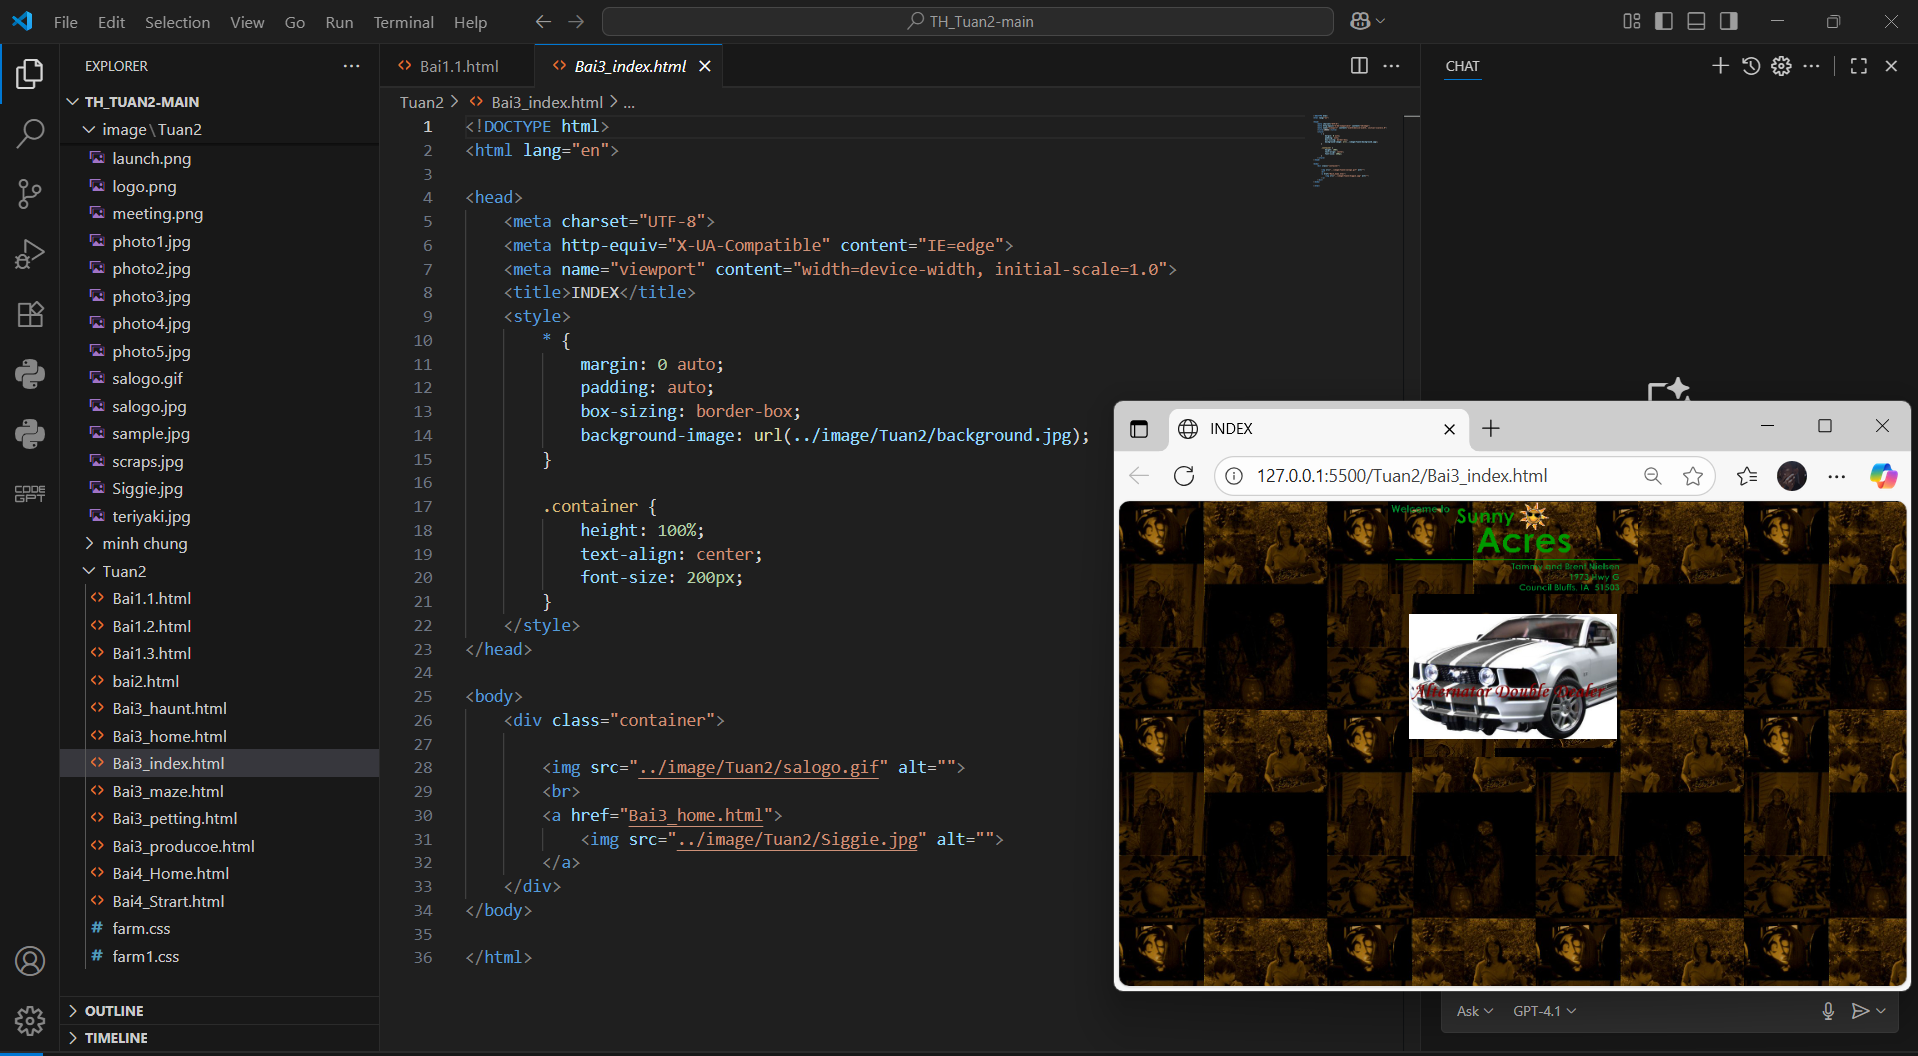 File Edit Selection View Go Run Terminal Help
TH_Tuan2-main
EXPLORER
TH_TUAN2-MAIN
image\Tuan2
launch.png
logo.png
meeting.png
photo1.jpg
photo2.jpg
photo3.jpg
photo4.jpg
photo5.jpg
salogo.gif
salogo.jpg
sample.jpg
scraps.jpg
Siggie.jpg
teriyaki.jpg
minh chung
Tuan2
Bai1.1.html
Bai1.2.html
Bai1.3.html
bai2.html
Bai3_haunt.html
Bai3_home.html
Bai3_index.html
Bai3_maze.html
Bai3_petting.html
Bai3_producoe.html
Bai4_Home.html
Bai4_Strart.html
# farm.css
# farm1.css
OUTLINE
TIMELINE
CODE
GPT
Bai1.1.html
Bai3_index.html
Tuan2 > Bai3_index.html > ...
1 <!DOCTYPE html>
2 <html lang="en">
3
4 <head>
5 <meta charset="UTF-8">
6 <meta http-equiv="X-UA-Compatible" content="IE=edge">
7 <meta name="viewport" content="width=device-width, initial-scale=1.0">
8 <title>INDEX</title>
9 <style>
10 * {
11 margin: 0 auto;
12 padding: auto;
13 box-sizing: border-box;
14 background-image: url(../image/Tuan2/background.jpg);
15 }
16
17 .container {
18 height: 100%;
19 text-align: center;
20 font-size: 200px;
21 }
22 </style>
23 </head>
24
25 <body>
26 <div class="container">
27
28 <img src="../image/Tuan2/salogo.gif" alt="">
29 <br>
30 <a href="Bai3_home.html">
31 <img src="../image/Tuan2/Siggie.jpg" alt="">
32 </a>
33 </div>
34 </body>
35
36 </html>
CHAT
INDEX
127.0.0.1:5500/Tuan2/Bai3_index.html
Welcome to
Sunny
Acres
Tammy and Brent Nielsen
1973 Hwy G
Council Bluffs, IA 51503
Alternator Double Dealer
Ask
GPT-4.1